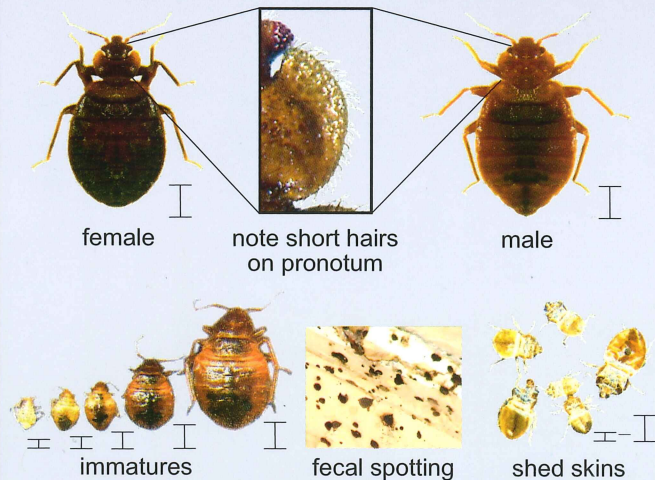 female
note short hairs
on pronotum
male
immatures
fecal spotting
shed skins